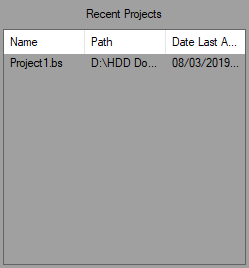 Recent Projects
Name Path Date Last A...
Project1.bs D:\HDD Do... 08/03/2019...